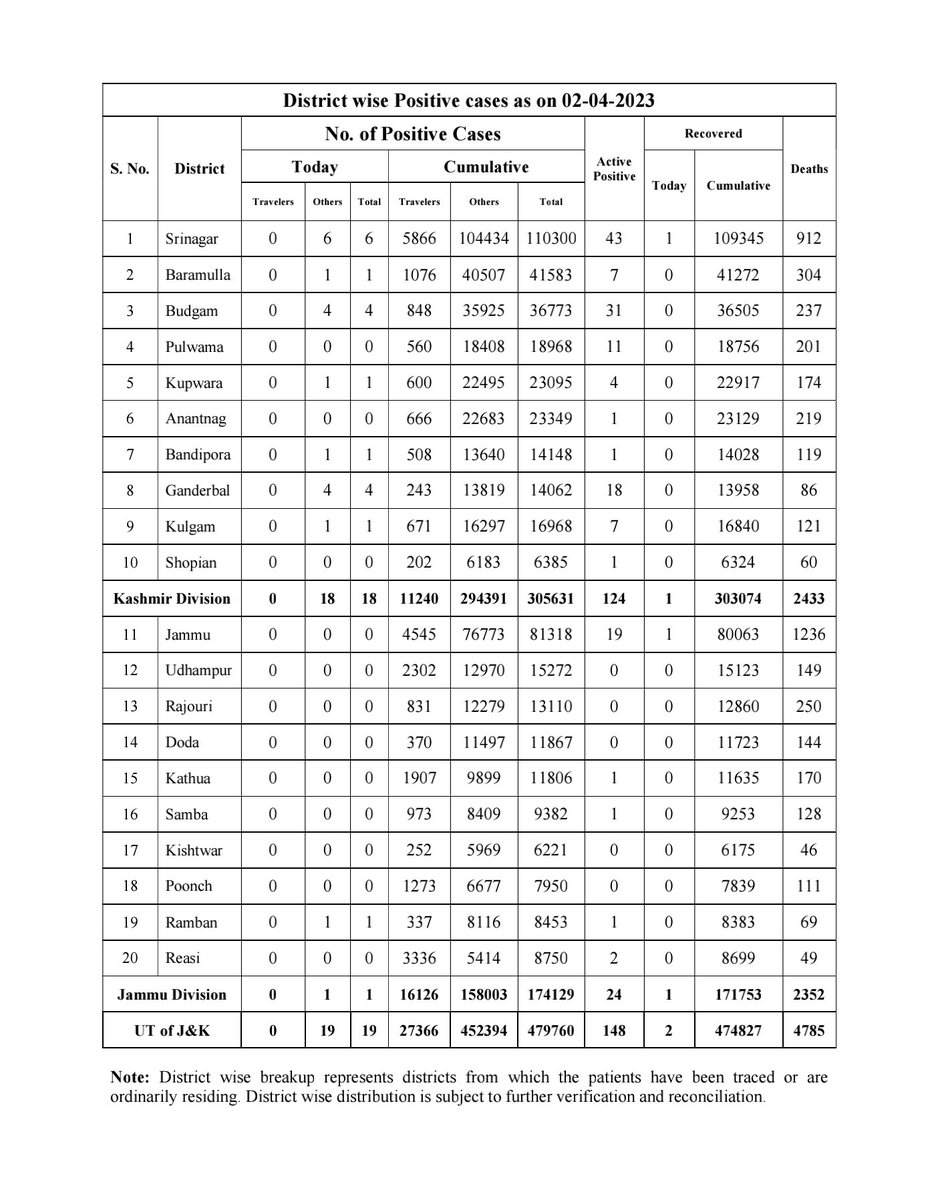 District wise Positive cases as on 02-04-2023
S. No. District No. of Positive Cases Active Positive Recovered Deaths
Today Cumulative Today Cumulative
Travelers Others Total Travelers Others Total
1 Srinagar 0 6 6 5866 104434 110300 43 1 109345 912
2 Baramulla 0 1 1 1076 40507 41583 7 0 41272 304
3 Budgam 0 4 4 848 35925 36773 31 0 36505 237
4 Pulwama 0 0 0 560 18408 18968 11 0 18756 201
5 Kupwara 0 1 1 600 22495 23095 4 0 22917 174
6 Anantnag 0 0 0 666 22683 23349 1 0 23129 219
7 Bandipora 0 1 1 508 13640 14148 1 0 14028 119
8 Ganderbal 0 4 4 243 13819 14062 18 0 13958 86
9 Kulgam 0 1 1 671 16297 16968 7 0 16840 121
10 Shopian 0 0 0 202 6183 6385 1 0 6324 60
Kashmir Division 0 18 18 11240 294391 305631 124 1 303074 2433
11 Jammu 0 0 0 4545 76773 81318 19 1 80063 1236
12 Udhampur 0 0 0 2302 12970 15272 0 0 15123 149
13 Rajouri 0 0 0 831 12279 13110 0 0 12860 250
14 Doda 0 0 0 370 11497 11867 0 0 11723 144
15 Kathua 0 0 0 1907 9899 11806 1 0 11635 170
16 Samba 0 0 0 973 8409 9382 1 0 9253 128
17 Kishtwar 0 0 0 252 5969 6221 0 0 6175 46
18 Poonch 0 0 0 1273 6677 7950 0 0 7839 111
19 Ramban 0 1 1 337 8116 8453 1 0 8383 69
20 Reasi 0 0 0 3336 5414 8750 2 0 8699 49
Jammu Division 0 1 1 16126 158003 174129 24 1 171753 2352
UT of J&K 0 19 19 27366 452394 479760 148 2 474827 4785
Note: District wise breakup represents districts from which the patients have been traced or are
ordinarily residing. District wise distribution is subject to further verification and reconciliation.